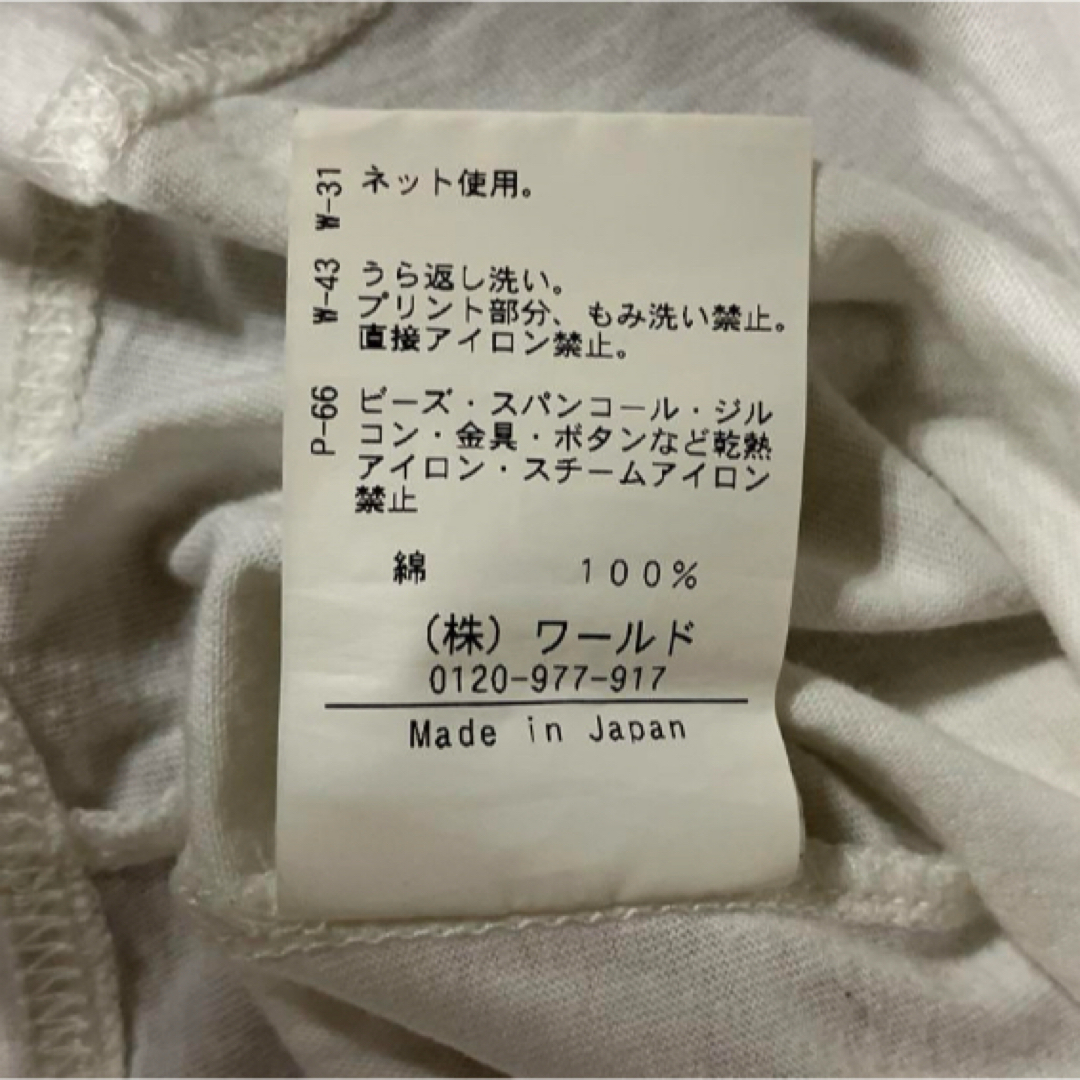 W-31 ネット使用。
W-43 うら返し洗い。
プリント部分、もみ洗い禁止。
直接アイロン禁止。
P-66 ビーズ・スパンコール・ジル
コン・金具・ボタンなど乾熱
アイロン・スチームアイロン
禁止
綿 100%
(株)ワールド
0120-977-917
Made in Japan